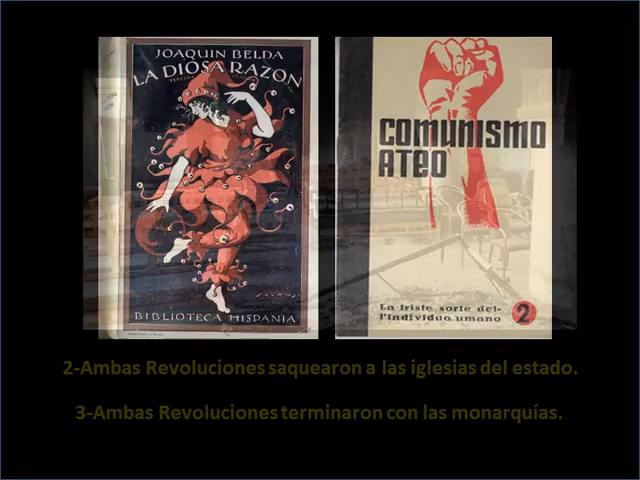 JOAQUIN BELDA
LA DIOSA RAZON
BIBLIOTECA HISPANIA
COMUNISMO
ATEO
La triste sorte del-
l'individuo umano
2
2-Ambas Revoluciones saquearon a las iglesias del estado.
3-Ambas Revoluciones terminaron con las monarquías.